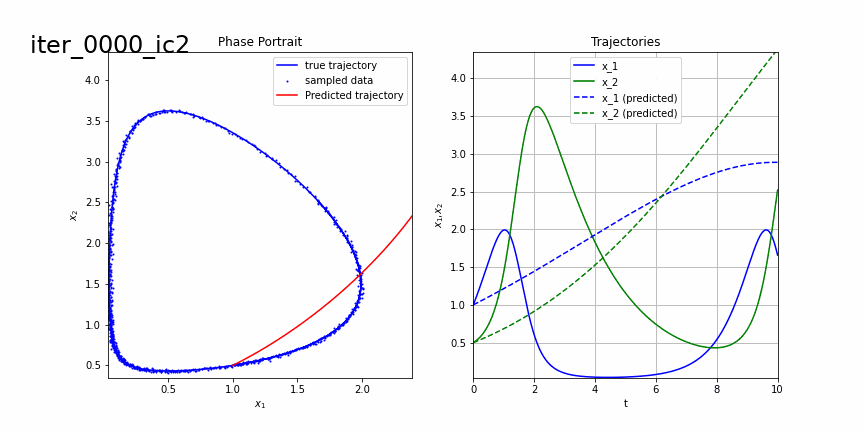 iter_0000_ic2
Phase Portrait
true trajectory
sampled data
Predicted trajectory
4.0
3.5
3.0
2.5
2.0
1.5
1.0
0.5
x₂
0.5 1.0 1.5 2.0
x₁
Trajectories
x_1
x_2
x_1 (predicted)
x_2 (predicted)
4.0
3.5
3.0
2.5
2.0
1.5
1.0
0.5
x₁,x₂
0 2 4 6 8 10
t